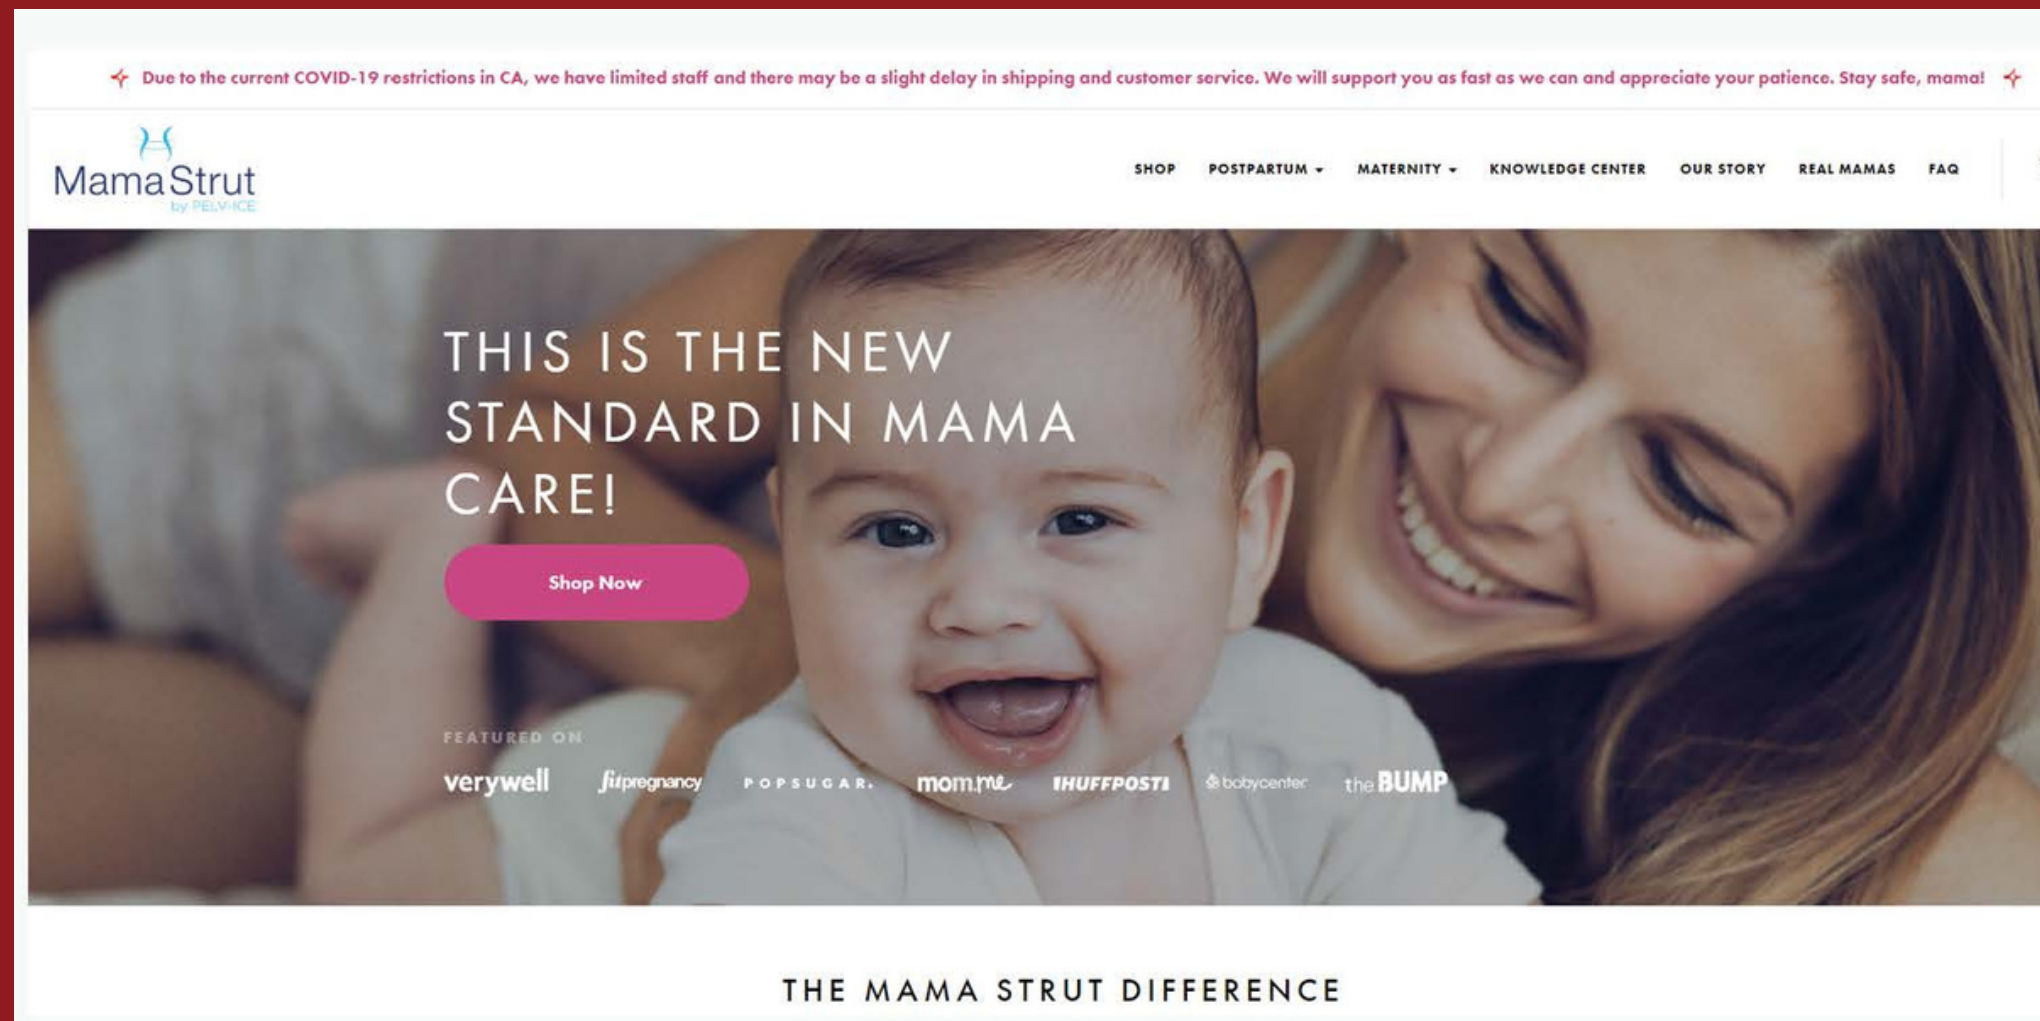 Due to the current COVID-19 restrictions in CA, we have limited staff and there may be a slight delay in shipping and customer service. We will support you as fast as we can and appreciate your patience. Stay safe, mama!
Mama Strut
by PELV-ICE
SHOP POSTPARTUM MATERNITY KNOWLEDGE CENTER OUR STORY REAL MAMAS FAQ
THIS IS THE NEW
STANDARD IN MAMA
CARE!
Shop Now
FEATURED ON
verywell fitpregnancy POPSUGAR. mom.me HUFFPOST babycenter the BUMP
THE MAMA STRUT DIFFERENCE